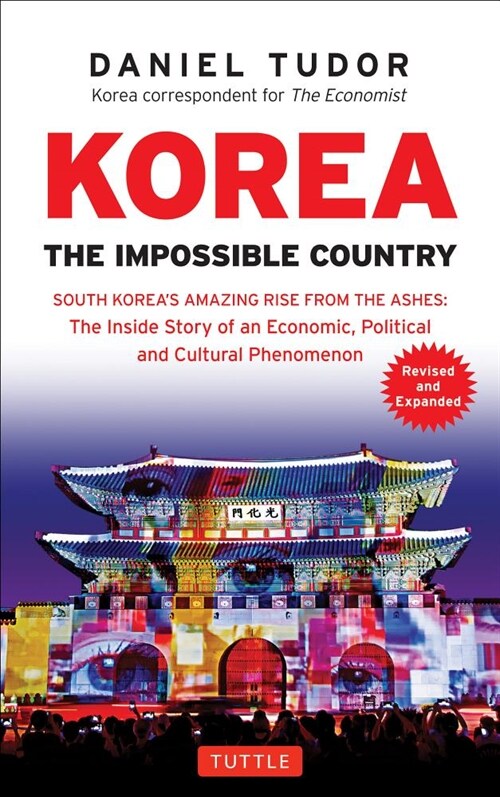 DANIEL TUDOR
Korea correspondent for The Economist
KOREA
THE IMPOSSIBLE COUNTRY
SOUTH KOREA'S AMAZING RISE FROM THE ASHES:
The Inside Story of an Economic, Political
and Cultural Phenomenon
Revised
and
Expanded
門化光
TUTTLE